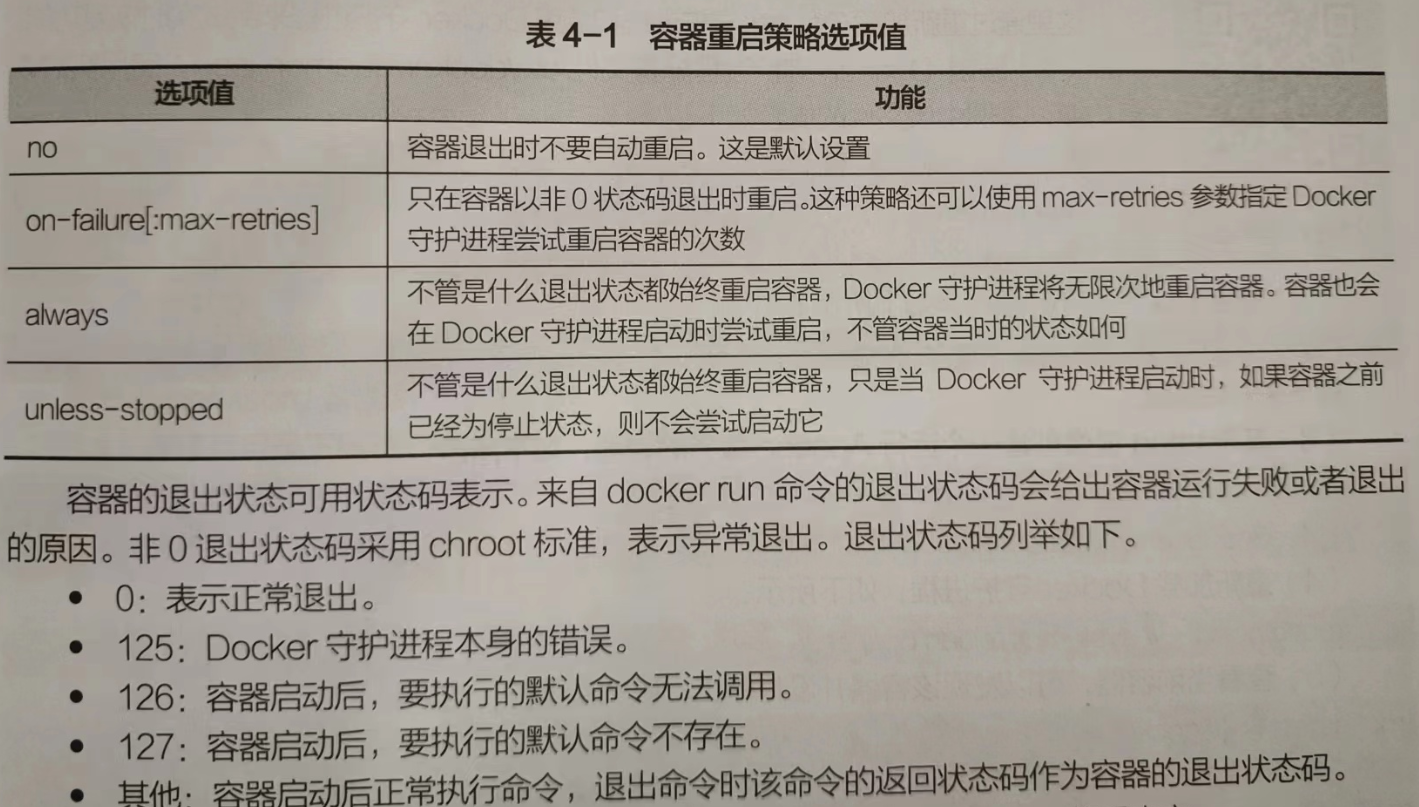 表 4-1 容器重启策略选项值
选项值 功能
no 容器退出时不要自动重启。这是默认设置
on-failure[:max-retries] 只在容器以非 0 状态码退出时重启。这种策略还可以使用 max-retries 参数指定 Docker
守护进程尝试重启容器的次数
always 不管是什么退出状态都始终重启容器，Docker 守护进程将无限次地重启容器。容器也会
在 Docker 守护进程启动时尝试重启，不管容器当时的状态如何
unless-stopped 不管是什么退出状态都始终重启容器，只是当 Docker 守护进程启动时，如果容器之前
已经为停止状态，则不会尝试启动它
容器的退出状态可用状态码表示。来自 docker run 命令的退出状态码会给出容器运行失败或者退出
的原因。非 0 退出状态码采用 chroot 标准，表示异常退出。退出状态码列举如下。
• 0：表示正常退出。
• 125：Docker 守护进程本身的错误。
• 126：容器启动后，要执行的默认命令无法调用。
• 127：容器启动后，要执行的默认命令不存在。
• 其他：容器启动后正常执行命令，退出命令时该命令的返回状态码作为容器的退出状态码。